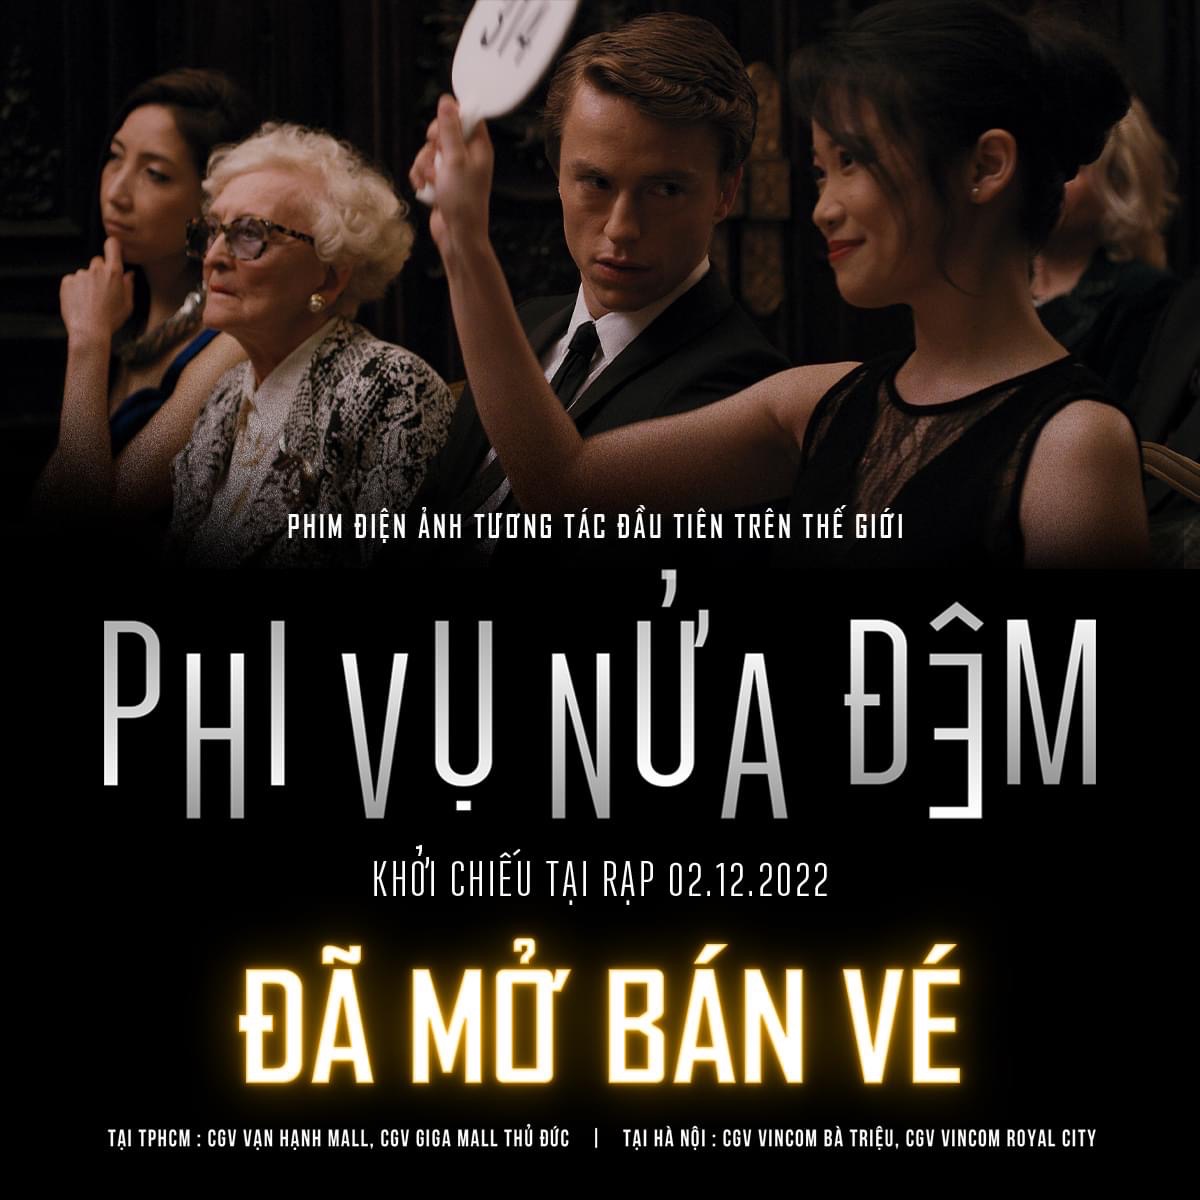 PHIM ĐIỆN ẢNH TƯƠNG TÁC ĐẦU TIÊN TRÊN THẾ GIỚI
PHI VỤ NỬA ĐÊM
KHỞI CHIẾU TẠI RẠP 02.12.2022
ĐÃ MỞ BÁN VÉ
TẠI TPHCM : CGV VẠN HẠNH MALL, CGV GIGA MALL THỦ ĐỨC | TẠI HÀ NỘI : CGV VINCOM BÀ TRIỆU, CGV VINCOM ROYAL CITY